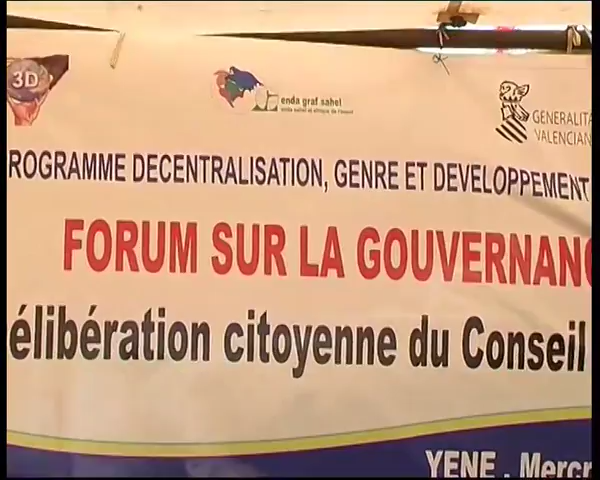 3D
enda graf sahel
GENERALITA
VALENCIAN
ROGRAMME DECENTRALISATION, GENRE ET DEVELOPPEMENT
FORUM SUR LA GOUVERNANC
élibération citoyenne du Conseil
YENE , Mercr